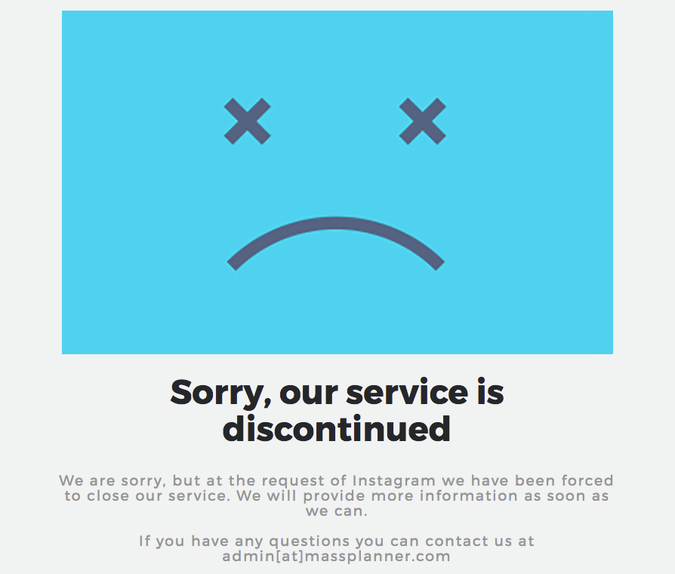 Sorry, our service is
discontinued
We are sorry, but at the request of Instagram we have been forced
to close our service. We will provide more information as soon as
we can.
If you have any questions you can contact us at
admin[at]massplanner.com